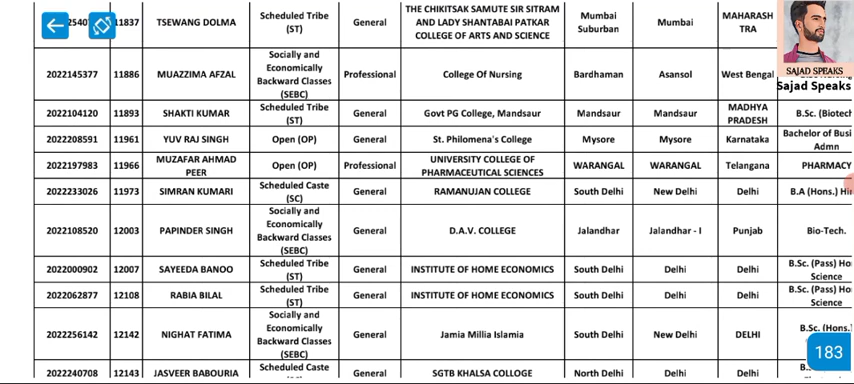 2540 11837 TSEWANG DOLMA Scheduled Tribe (ST) General THE CHIKITSAK SAMUTE SIR SITRAM AND LADY SHANTABAI PATKAR COLLEGE OF ARTS AND SCIENCE Mumbai Suburban Mumbai MAHARASH TRA
2022145377 11886 MUAZZIMA AFZAL Socially and Economically Backward Classes (SEBC) Professional College Of Nursing Bardhaman Asansol West Bengal
SAJAD SPEAKS
Sajad Speaks
2022104120 11893 SHAKTI KUMAR Scheduled Tribe (ST) General Govt PG College, Mandsaur Mandsaur Mandsaur MADHYA PRADESH B.Sc. (Biotech
2022208591 11961 YUV RAJ SINGH Open (OP) General St. Philomena's College Mysore Mysore Karnataka Bachelor of Busi Admn
2022197983 11966 MUZAFAR AHMAD PEER Open (OP) Professional UNIVERSITY COLLEGE OF PHARMACEUTICAL SCIENCES WARANGAL WARANGAL Telangana PHARMACY
2022233026 11973 SIMRAN KUMARI Scheduled Caste (SC) General RAMANUJAN COLLEGE South Delhi New Delhi Delhi B.A (Hons.) Hi
2022108520 12003 PAPINDER SINGH Socially and Economically Backward Classes (SEBC) General D.A.V. COLLEGE Jalandhar Jalandhar - I Punjab Bio-Tech.
2022000902 12007 SAYEEDA BANOO Scheduled Tribe (ST) General INSTITUTE OF HOME ECONOMICS South Delhi Delhi Delhi B.Sc. (Pass) Ho Science
2022062877 12108 RABIA BILAL Scheduled Tribe (ST) General INSTITUTE OF HOME ECONOMICS South Delhi Delhi Delhi B.Sc. (Pass) Ho Science
2022256142 12142 NIGHAT FATIMA Socially and Economically Backward Classes (SEBC) General Jamia Millia Islamia South Delhi New Delhi DELHI B.Sc. (Hons.)
183
2022240708 12143 JASVEER BABOURIA Scheduled Caste General SGTB KHALSA COLLOGE North Delhi Delhi Delhi